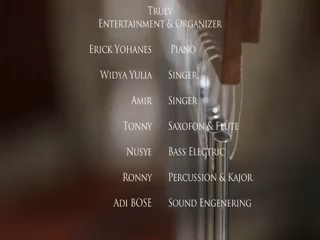 Truly
Entertainment & Organizer
Erick Yohanes Piano
Widya Yulia Singer
Amir Singer
Tonny Saxofon & Flute
Nusye Bass Electric
Ronny Percussion & Kajor
Adi BOSE Sound Engenering